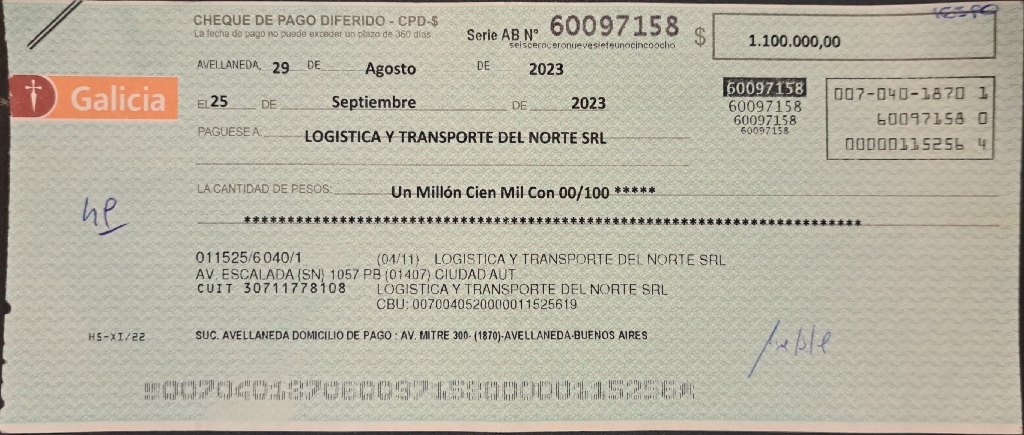 CHEQUE DE PAGO DIFERIDO - CPD-$
La fecha de pago no puede exceder un plazo de 360 días.
Serie AB N° 60097158
seisceroceronuevesieteunocincoocho
$ 1.100.000,00
AVELLANEDA, 29 DE Agosto DE 2023
EL 25 DE Septiembre DE 2023
Galicia
60097158
60097158
60097158
60097158
007-040-1870 1
60097158 0
00000115256 4
PAGUESE A: LOGISTICA Y TRANSPORTE DEL NORTE SRL
LA CANTIDAD DE PESOS: Un Millón Cien Mil Con 00/100 *****
011525/6040/1 (04/11) LOGISTICA Y TRANSPORTE DEL NORTE SRL
AV. ESCALADA (SN) 1057 PB (01407) CIUDAD AUT
CUIT 30711778108 LOGISTICA Y TRANSPORTE DEL NORTE SRL
CBU: 0070040520000011525619
HS-XI/22
SUC. AVELLANEDA DOMICILIO DE PAGO : AV. MITRE 300- (1870)-AVELLANEDA-BUENOS AIRES